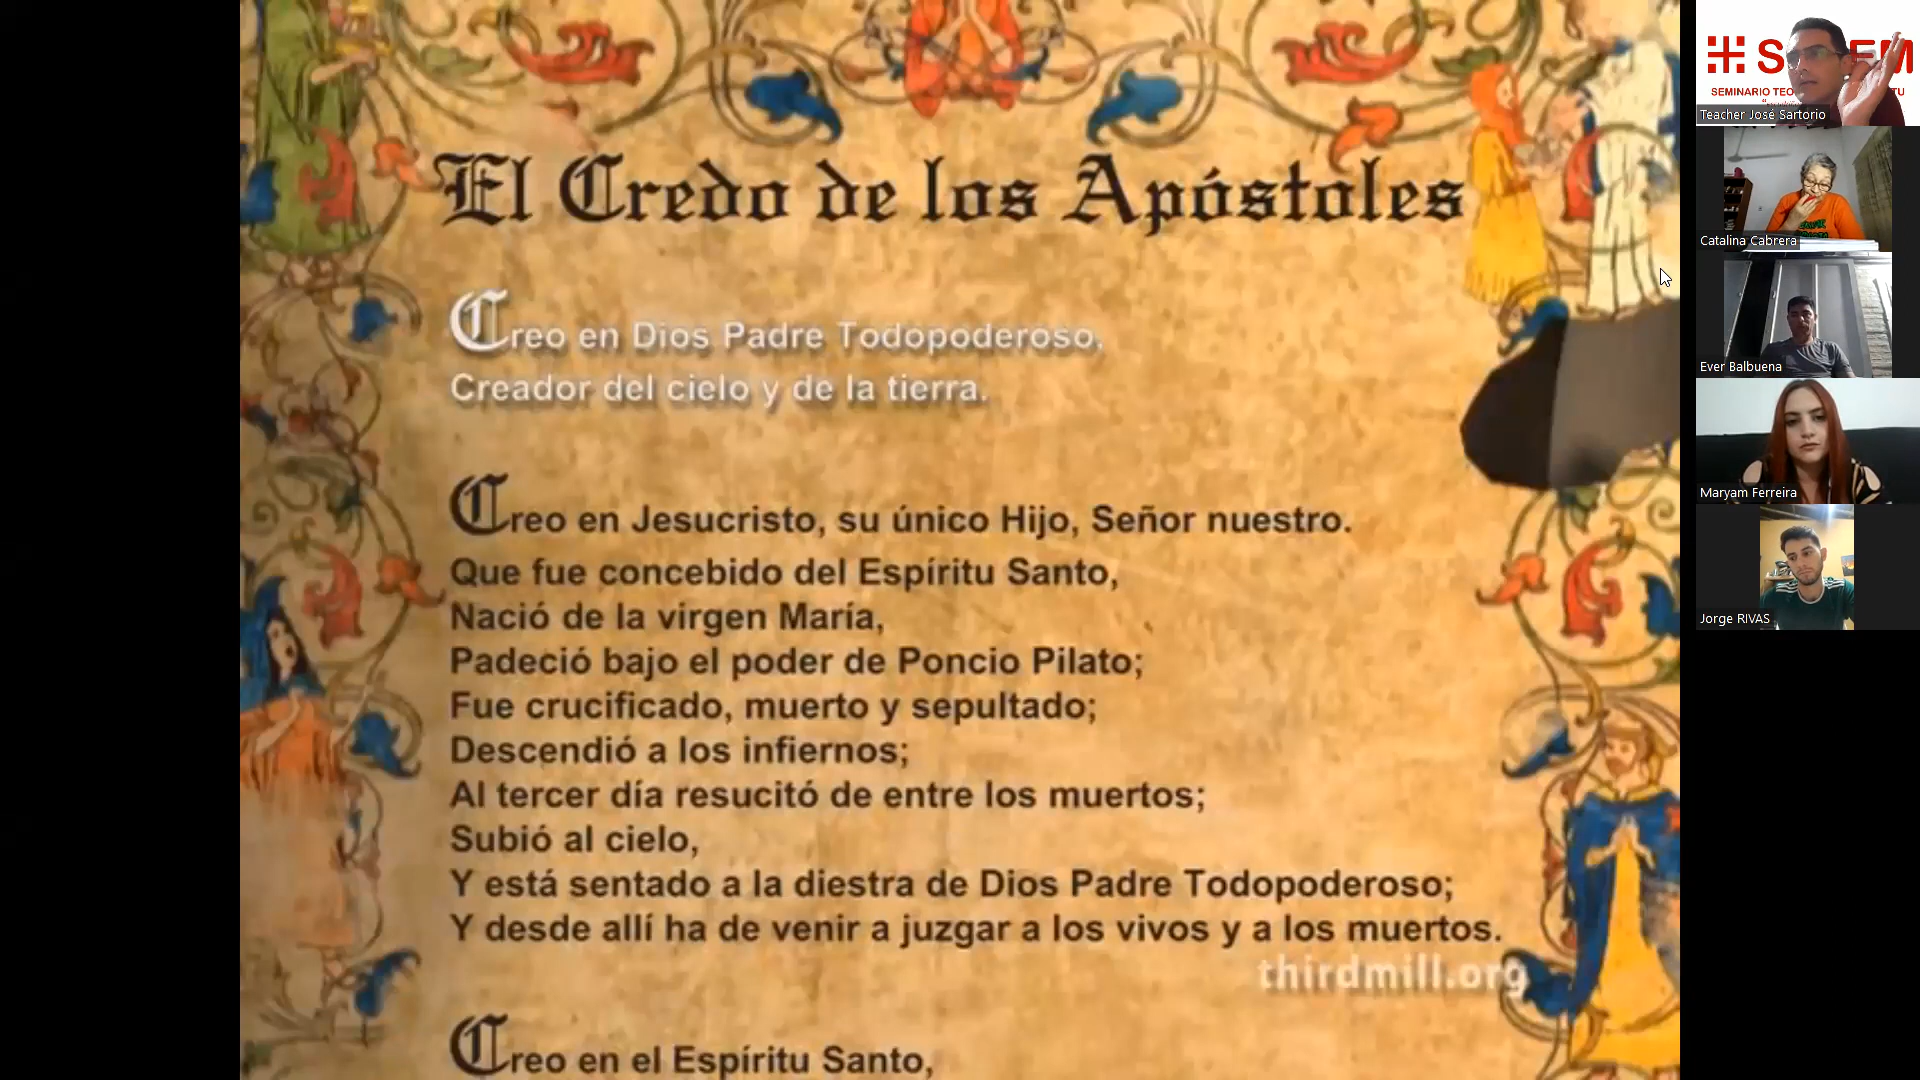 El Credo de los Apóstoles
Creo en Dios Padre Todopoderoso,
Creador del cielo y de la tierra.
Creo en Jesucristo, su único Hijo, Señor nuestro.
Que fue concebido del Espíritu Santo,
Nació de la virgen María,
Padeció bajo el poder de Poncio Pilato;
Fue crucificado, muerto y sepultado;
Descendió a los infiernos;
Al tercer día resucitó de entre los muertos;
Subió al cielo,
Y está sentado a la diestra de Dios Padre Todopoderoso;
Y desde allí ha de venir a juzgar a los vivos y a los muertos.
thirdmill.org
Creo en el Espíritu Santo,
SEMINARIO
Teacher José Sartorio
Catalina Cabrera
Ever Balbuena
Maryam Ferreira
Jorge RIVAS